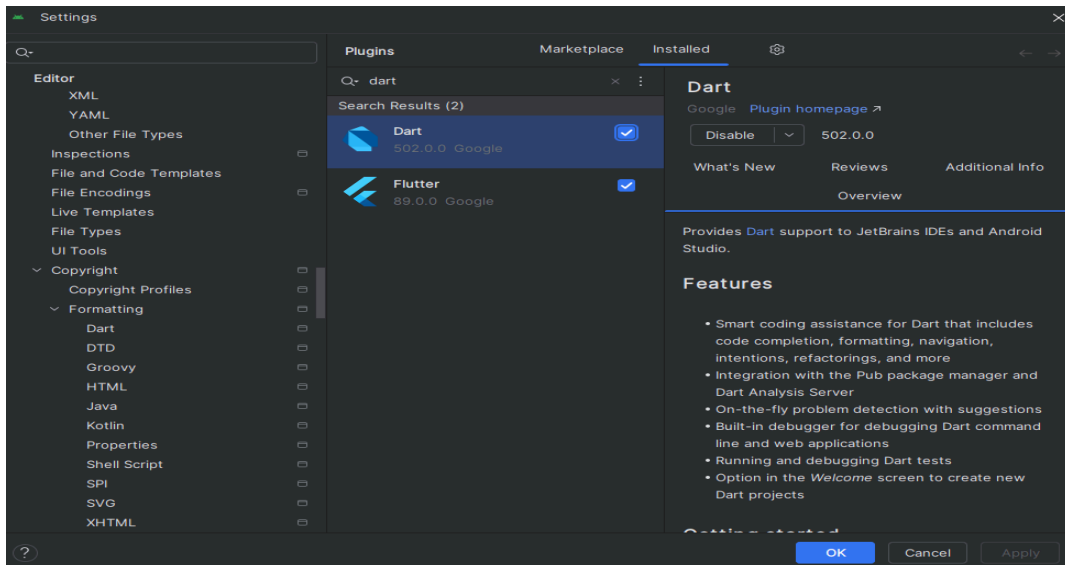 Settings
Editor
XML
YAML
Other File Types
Inspections
File and Code Templates
File Encodings
Live Templates
File Types
UI Tools
Copyright
Copyright Profiles
Formatting
Dart
DTD
Groovy
HTML
Java
Kotlin
Properties
Shell Script
SPI
SVG
XHTML
Plugins
Marketplace
Installed
dart
Search Results (2)
Dart
502.0.0 Google
Flutter
89.0.0 Google
Dart
Google Plugin homepage ↗
Disable
502.0.0
What's New
Reviews
Additional Info
Overview
Provides Dart support to JetBrains IDEs and Android
Studio.
Features
• Smart coding assistance for Dart that includes
code completion, formatting, navigation,
intentions, refactorings, and more
• Integration with the Pub package manager and
Dart Analysis Server
• On-the-fly problem detection with suggestions
• Built-in debugger for debugging Dart command
line and web applications
• Running and debugging Dart tests
• Option in the Welcome screen to create new
Dart projects
Getting started
?
OK
Cancel
Apply